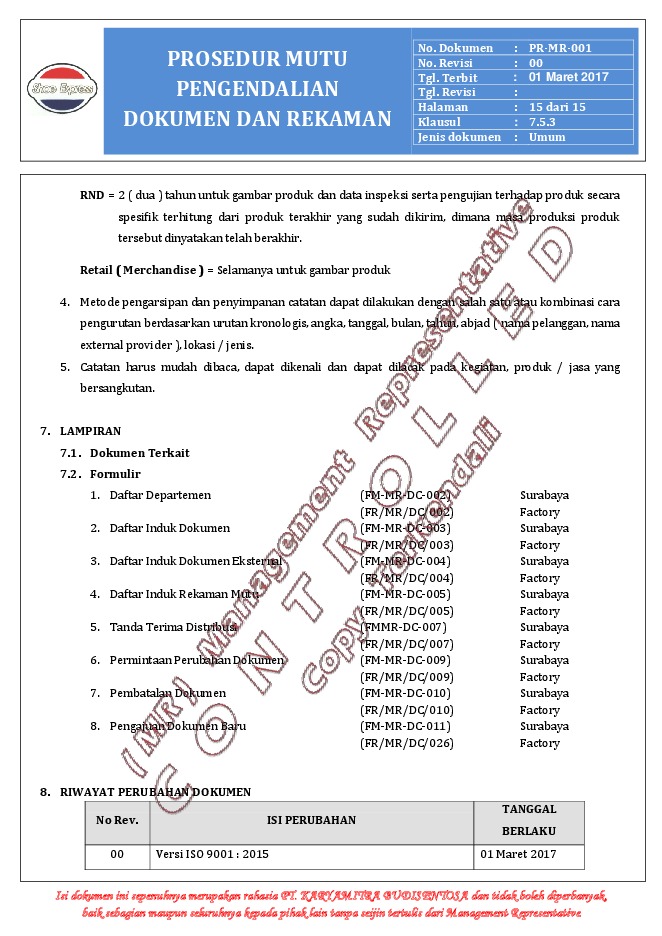 Shoes Express
PROSEDUR MUTU
PENGENDALIAN
DOKUMEN DAN REKAMAN
No. Dokumen : PR-MR-001
No. Revisi : 00
Tgl. Terbit : 01 Maret 2017
Tgl. Revisi :
Halaman : 15 dari 15
Klausul : 7.5.3
Jenis dokumen : Umum
RND = 2 ( dua ) tahun untuk gambar produk dan data inspeksi serta pengujian terhadap produk secara
spesifik terhitung dari produk terakhir yang sudah dikirim, dimana masa produksi produk
tersebut dinyatakan telah berakhir.
Retail ( Merchandise ) = Selamanya untuk gambar produk
4. Metode pengarsipan dan penyimpanan catatan dapat dilakukan dengan salah satu atau kombinasi cara
pengurutan berdasarkan urutan kronologis, angka, tanggal, bulan, tahun, abjad ( nama pelanggan, nama
external provider ), lokasi / jenis.
5. Catatan harus mudah dibaca, dapat dikenali dan dapat dilacak pada kegiatan, produk / jasa yang
bersangkutan.
7. LAMPIRAN
7.1. Dokumen Terkait
7.2. Formulir
1. Daftar Departemen (FM-MR-DC-002) Surabaya
(FR/MR/DC/002) Factory
2. Daftar Induk Dokumen (FM-MR-DC-003) Surabaya
(FR/MR/DC/003) Factory
3. Daftar Induk Dokumen Eksternal (FM-MR-DC-004) Surabaya
(FR/MR/DC/004) Factory
4. Daftar Induk Rekaman Mutu (FM-MR-DC-005) Surabaya
(FR/MR/DC/005) Factory
5. Tanda Terima Distribusi (FMMR-DC-007) Surabaya
(FR/MR/DC/007) Factory
6. Permintaan Perubahan Dokumen (FM-MR-DC-009) Surabaya
(FR/MR/DC/009) Factory
7. Pembatalan Dokumen (FM-MR-DC-010) Surabaya
(FR/MR/DC/010) Factory
8. Pengajuan Dokumen Baru (FM-MR-DC-011) Surabaya
(FR/MR/DC/026) Factory
(MR) Management Representative
CONTROLLED
Copy Terkendali
8. RIWAYAT PERUBAHAN DOKUMEN
No Rev. ISI PERUBAHAN TANGGAL
BERLAKU
00 Versi ISO 9001 : 2015 01 Maret 2017
Isi dokumen ini sepenuhnya merupakan rahasia PT. KARYAMITRA BUDISENTOSA dan tidak boleh diperbanyak,
baik sebagian maupun seluruhnya kepada pihak lain tanpa seijin tertulis dari Management Representative